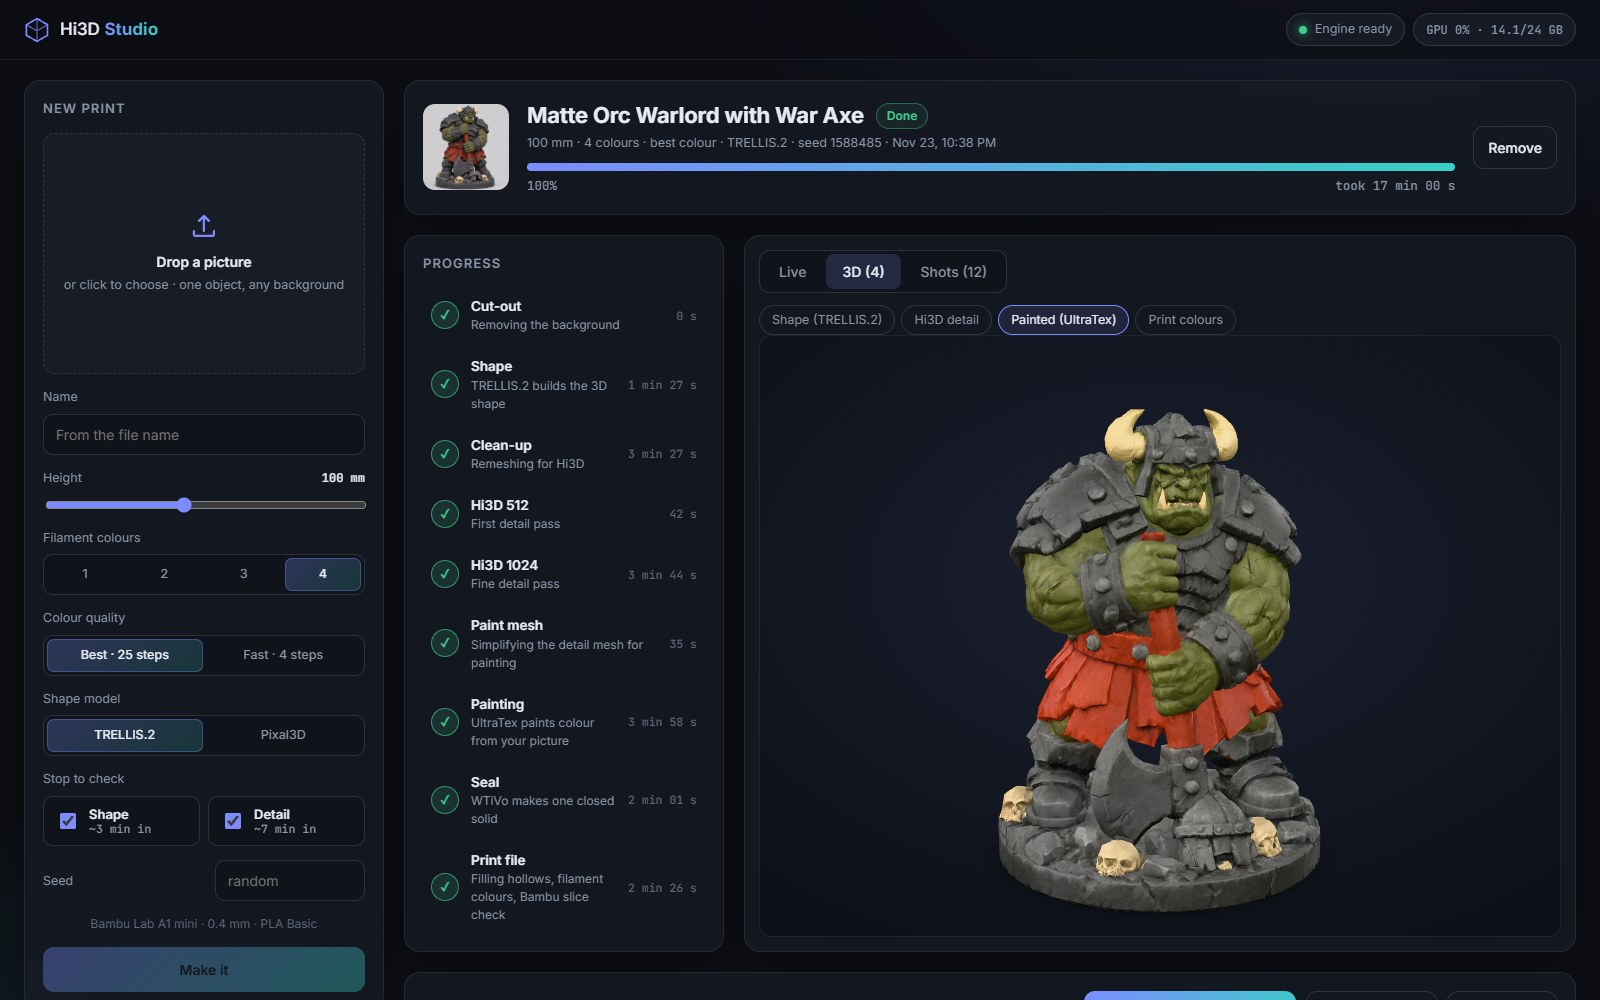 Hi3D Studio
Engine ready
GPU 0% · 14.1/24 GB
NEW PRINT
Drop a picture
or click to choose · one object, any background
Name
From the file name
Height
100 mm
Filament colours
1
2
3
4
Colour quality
Best · 25 steps
Fast · 4 steps
Shape model
TRELLIS.2
Pixal3D
Stop to check
Shape
~3 min in
Detail
~7 min in
Seed
random
Bambu Lab A1 mini · 0.4 mm · PLA Basic
Make it
Matte Orc Warlord with War Axe
Done
100 mm · 4 colours · best colour · TRELLIS.2 · seed 1588485 · Nov 23, 10:38 PM
100%
took 17 min 00 s
Remove
PROGRESS
Cut-out
Removing the background
0 s
Shape
TRELLIS.2 builds the 3D
shape
1 min 27 s
Clean-up
Remeshing for Hi3D
3 min 27 s
Hi3D 512
First detail pass
42 s
Hi3D 1024
Fine detail pass
3 min 44 s
Paint mesh
Simplifying the detail mesh for
painting
35 s
Painting
UltraTex paints colour
from your picture
3 min 58 s
Seal
WTiVo makes one closed
solid
2 min 01 s
Print file
Filling hollows, filament
colours, Bambu slice
check
2 min 26 s
Live
3D (4)
Shots (12)
Shape (TRELLIS.2)
Hi3D detail
Painted (UltraTex)
Print colours